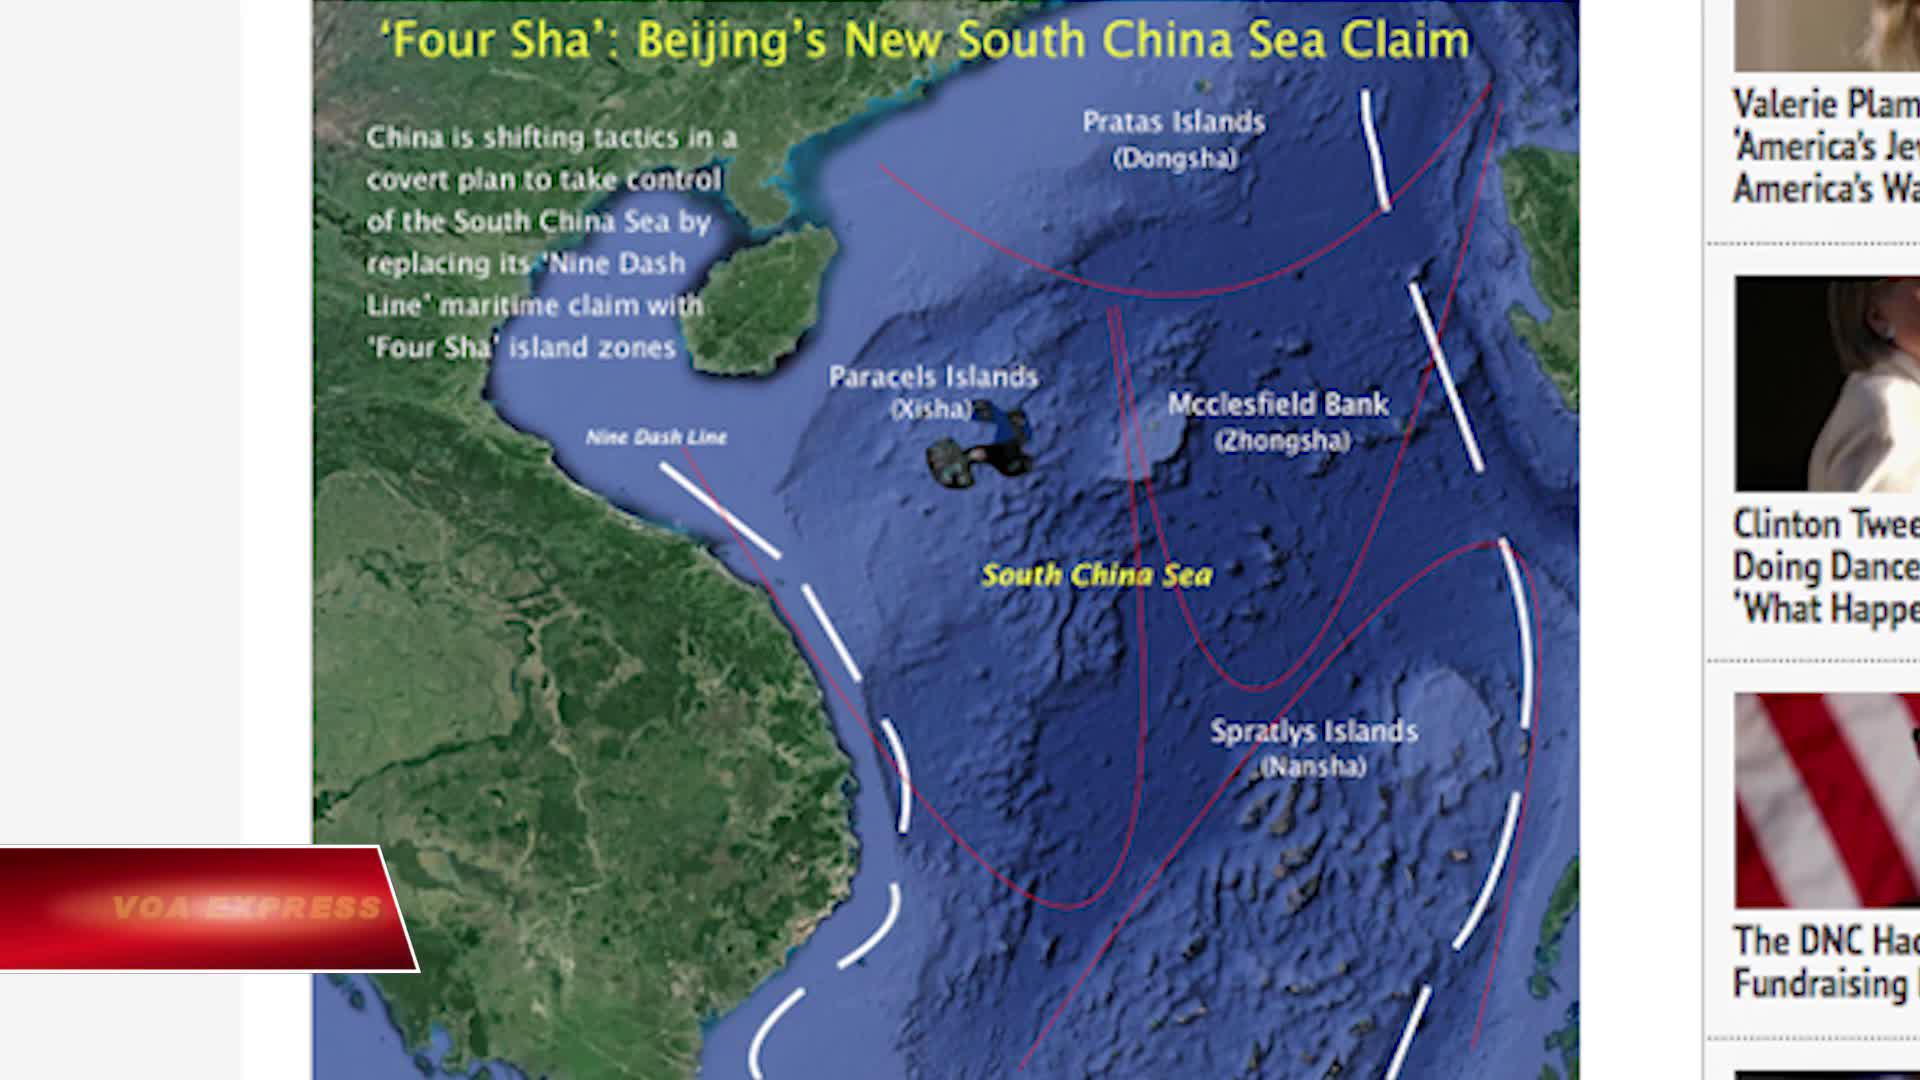 ‘Four Sha’: Beijing’s New South China Sea Claim
China is shifting tactics in a
covert plan to take control
of the South China Sea by
replacing its ‘Nine Dash
Line’ maritime claim with
‘Four Sha’ island zones
Pratas Islands
(Dongsha)
Paracels Islands
(Xisha)
Mcclesfield Bank
(Zhongsha)
Nine Dash Line
South China Sea
Spratlys Islands
(Nansha)
VOA EXPRESS
Valerie Plam
‘America’s Je
America’s Wa
Clinton Twee
Doing Dance
‘What Happe
The DNC Hac
Fundraising